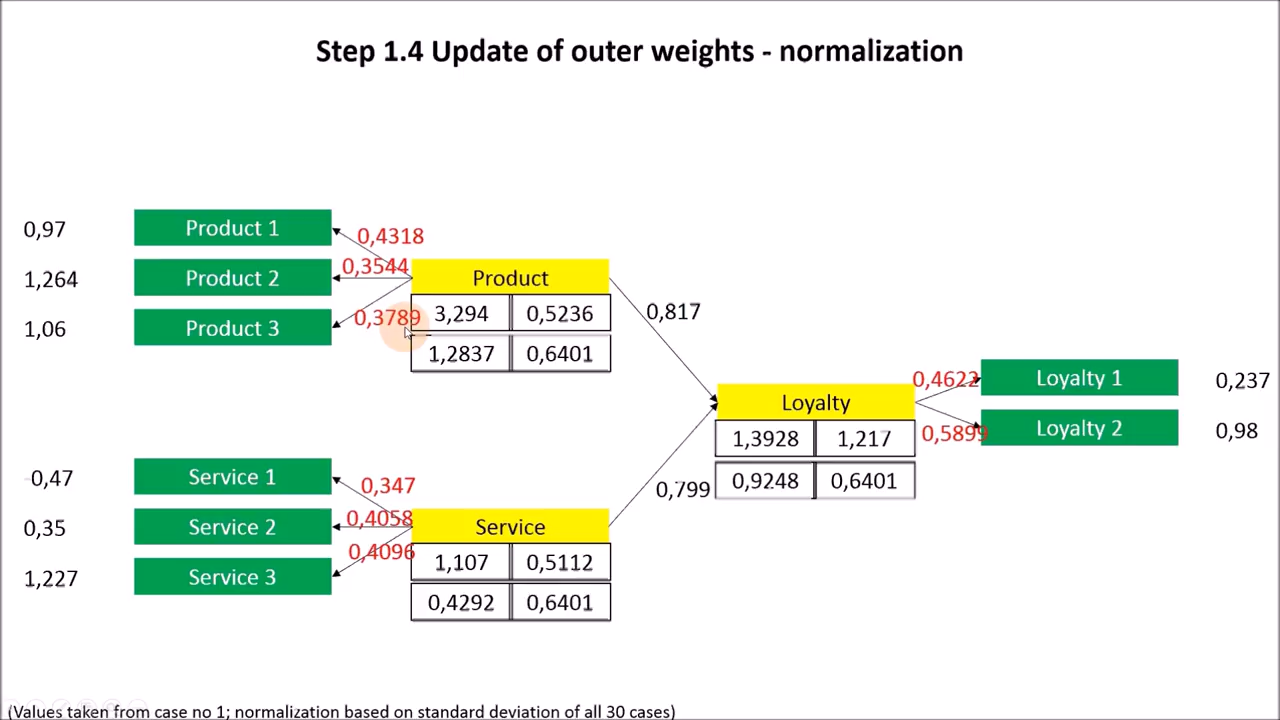 Step 1.4 Update of outer weights - normalization
0,97
Product 1
0,4318
1,264
Product 2
0,3544
Product
1,06
Product 3
0,3789
3,294
0,5236
0,817
1,2837
0,6401
Loyalty
0,4622
Loyalty 1
0,237
1,3928
1,217
0,5899
Loyalty 2
0,98
0,9248
0,6401
0,799
-0,47
Service 1
0,347
0,35
Service 2
0,4058
Service
1,227
Service 3
0,4096
1,107
0,5112
0,4292
0,6401
(Values taken from case no 1; normalization based on standard deviation of all 30 cases)